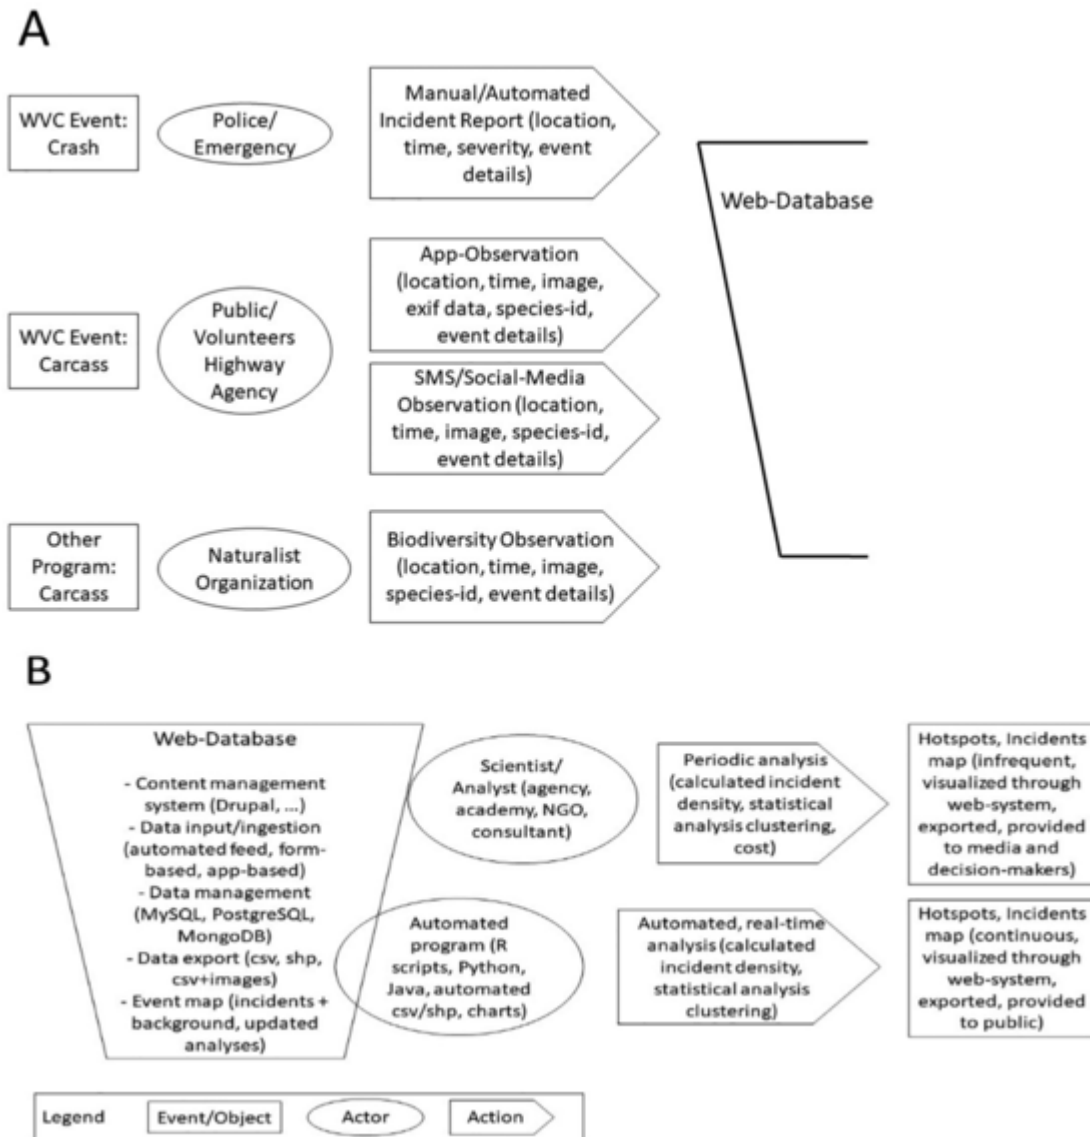 A
WVC Event:
Crash
Police/
Emergency
Manual/Automated
Incident Report (location,
time, severity, event
details)
Web-Database
WVC Event:
Carcass
Public/
Volunteers
Highway
Agency
App-Observation
(location, time, image,
exif data, species-id,
event details)
SMS/Social-Media
Observation (location,
time, image, species-id,
event details)
Other
Program:
Carcass
Naturalist
Organization
Biodiversity Observation
(location, time, image,
species-id, event details)
B
Web-Database
- Content management
system (Drupal, ...)
- Data input/ingestion
(automated feed, form-
based, app-based)
- Data management
(MySQL, PostgreSQL,
MongoDB)
- Data export (csv, shp,
csv+images)
- Event map (incidents +
background, updated
analyses)
Scientist/
Analyst (agency,
academy, NGO,
consultant)
Periodic analysis
(calculated incident
density, statistical
analysis clustering,
cost)
Hotspots, Incidents
map (infrequent,
visualized through
web-system,
exported, provided
to media and
decision-makers)
Automated
program (R
scripts, Python,
Java, automated
csv/shp, charts)
Automated, real-time
analysis (calculated
incident density,
statistical analysis
clustering)
Hotspots, Incidents
map (continuous,
visualized through
web-system,
exported, provided
to public)
Legend
Event/Object
Actor
Action